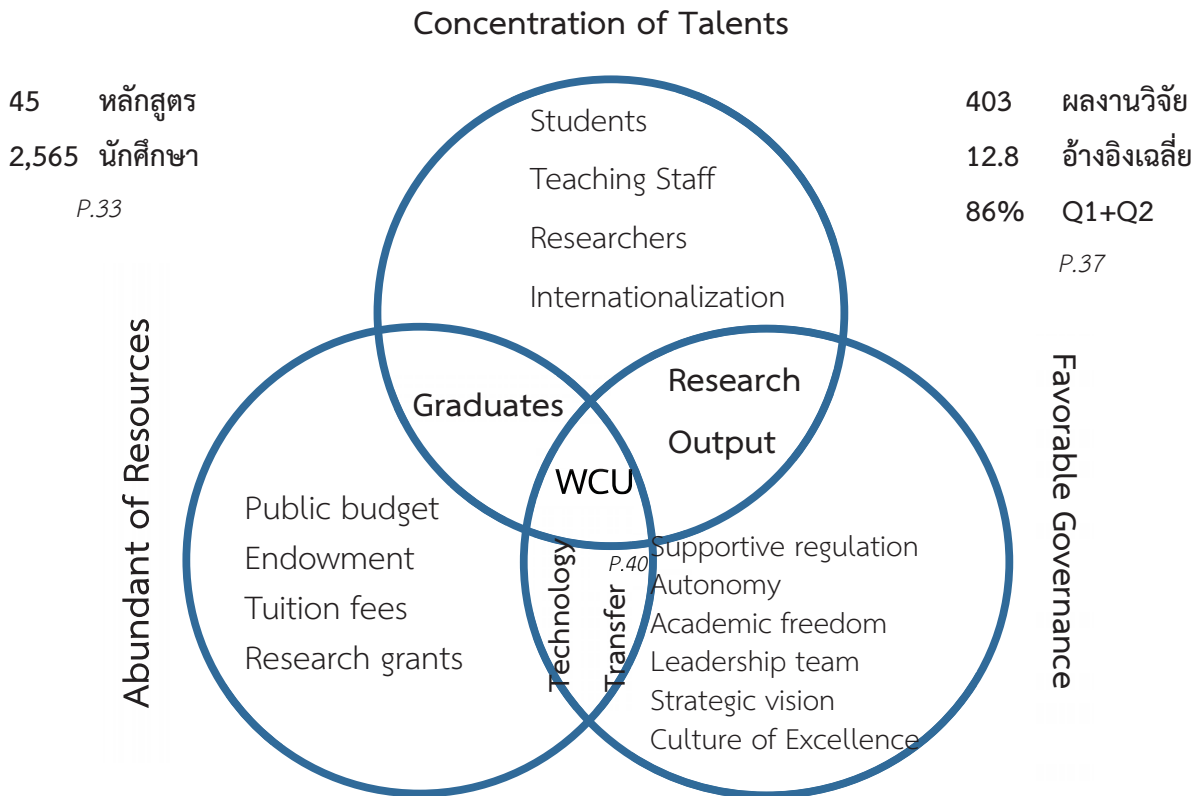 Concentration of Talents
45 หลักสูตร
2,565 นักศึกษา
P.33
403 ผลงานวิจัย
12.8 อ้างอิงเฉลี่ย
86% Q1+Q2
P.37
Students
Teaching Staff
Researchers
Internationalization
Abundant of Resources
Favorable Governance
Graduates
Research
Output
WCU
Public budget
Endowment
Tuition fees
Research grants
Technology
Transfer
P.40
Supportive regulation
Autonomy
Academic freedom
Leadership team
Strategic vision
Culture of Excellence